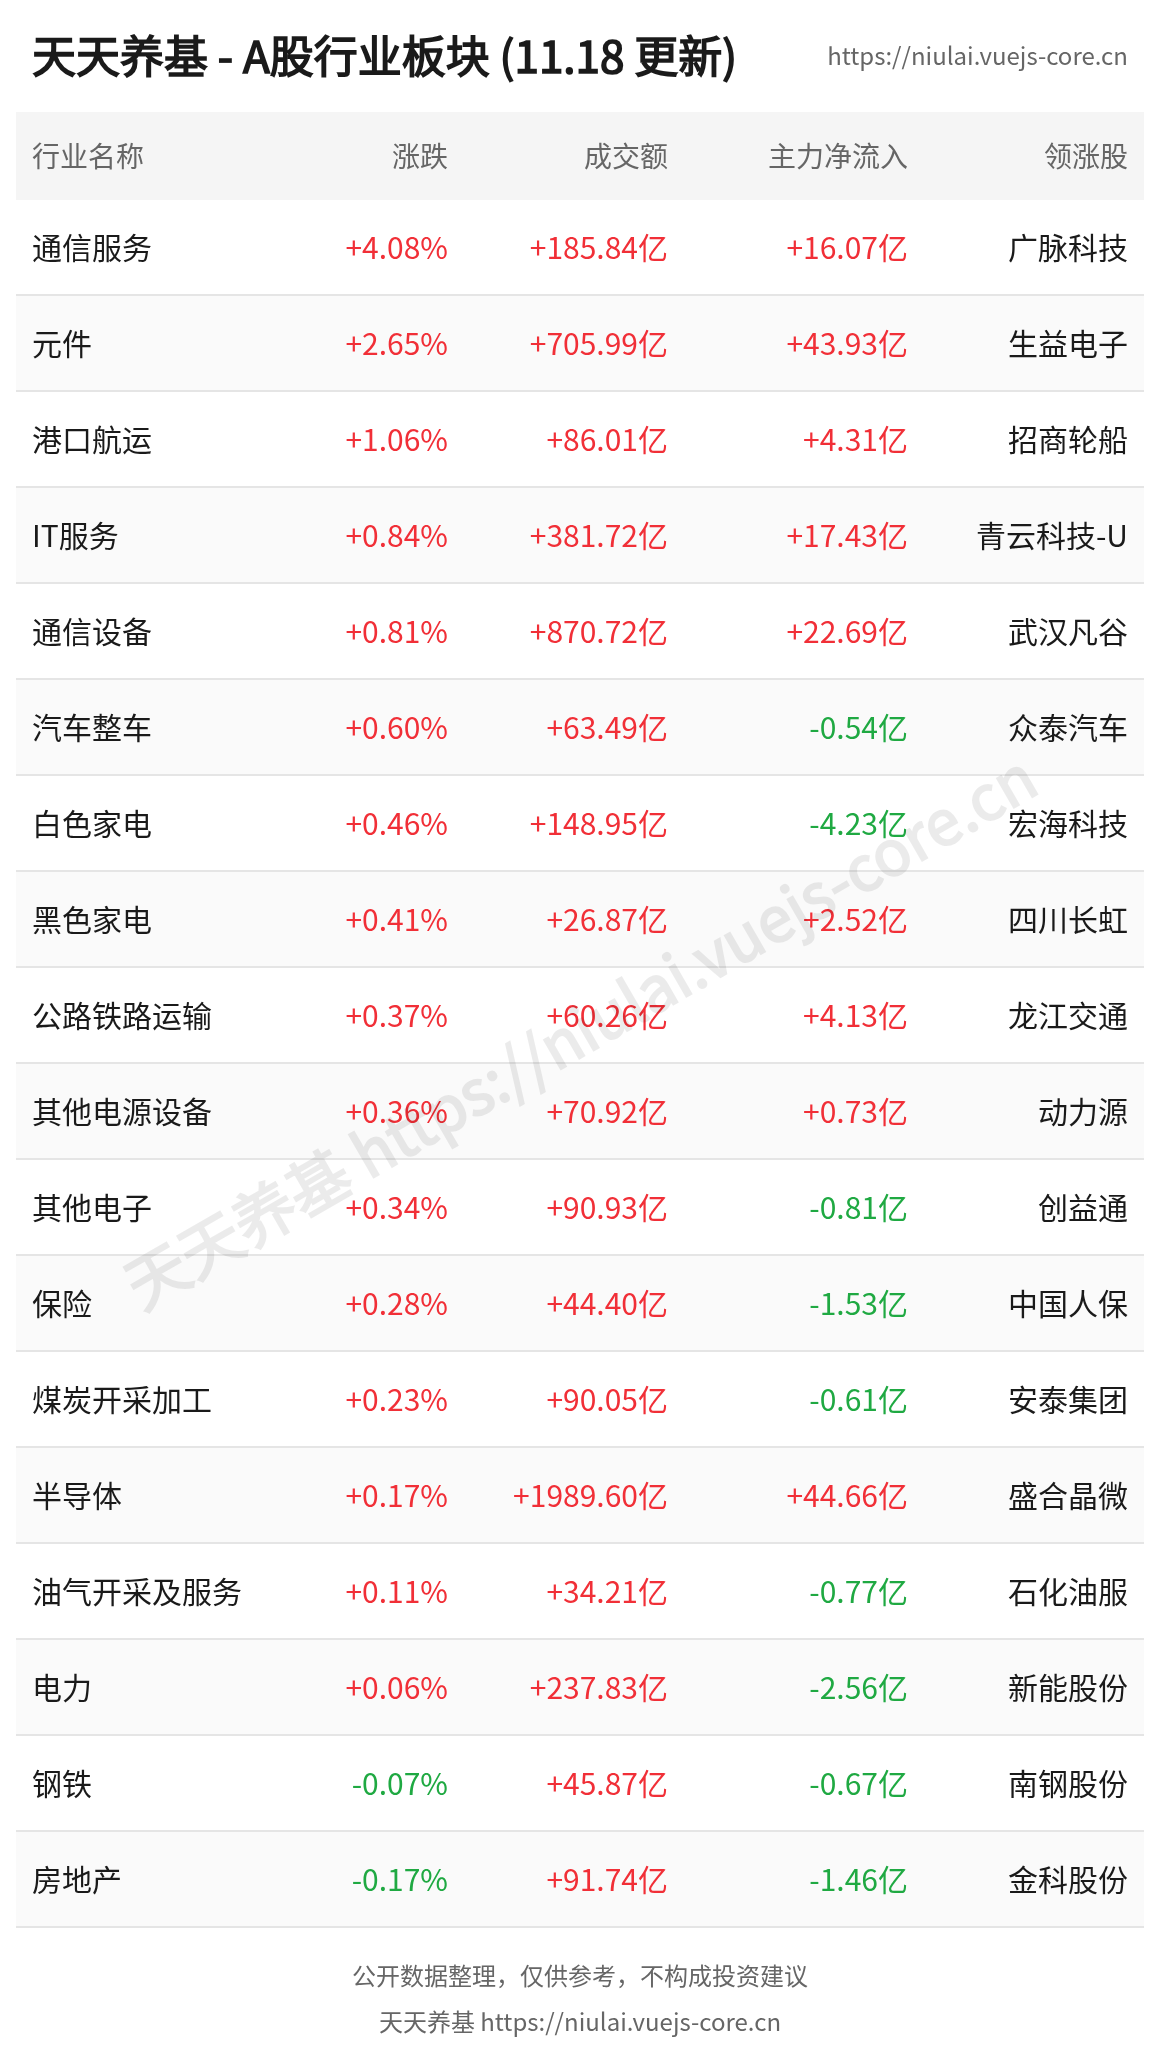 天天养基 - A股行业板块 (11.18 更新) https://niulai.vuejs-core.cn
行业名称 涨跌 成交额 主力净流入 领涨股
通信服务 +4.08% +185.84亿 +16.07亿 广脉科技
元件 +2.65% +705.99亿 +43.93亿 生益电子
港口航运 +1.06% +86.01亿 +4.31亿 招商轮船
IT服务 +0.84% +381.72亿 +17.43亿 青云科技-U
通信设备 +0.81% +870.72亿 +22.69亿 武汉凡谷
汽车整车 +0.60% +63.49亿 -0.54亿 众泰汽车
白色家电 +0.46% +148.95亿 -4.23亿 宏海科技
黑色家电 +0.41% +26.87亿 +2.52亿 四川长虹
公路铁路运输 +0.37% +60.26亿 +4.13亿 龙江交通
其他电源设备 +0.36% +70.92亿 +0.73亿 动力源
其他电子 +0.34% +90.93亿 -0.81亿 创益通
保险 +0.28% +44.40亿 -1.53亿 中国人保
煤炭开采加工 +0.23% +90.05亿 -0.61亿 安泰集团
半导体 +0.17% +1989.60亿 +44.66亿 盛合晶微
油气开采及服务 +0.11% +34.21亿 -0.77亿 石化油服
电力 +0.06% +237.83亿 -2.56亿 新能股份
钢铁 -0.07% +45.87亿 -0.67亿 南钢股份
房地产 -0.17% +91.74亿 -1.46亿 金科股份
天天养基 https://niulai.vuejs-core.cn
公开数据整理，仅供参考，不构成投资建议
天天养基 https://niulai.vuejs-core.cn